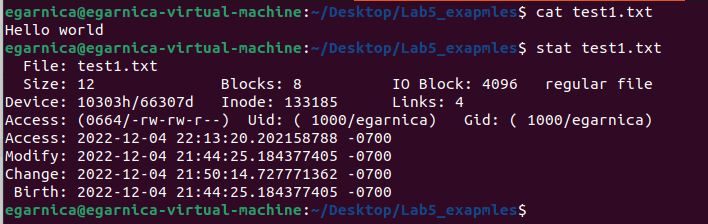 egarnica@egarnica-virtual-machine:~/Desktop/Lab5_exapmles$ cat test1.txt
Hello world
egarnica@egarnica-virtual-machine:~/Desktop/Lab5_exapmles$ stat test1.txt
  File: test1.txt
  Size: 12        	Blocks: 8          IO Block: 4096   regular file
Device: 10303h/66307d	Inode: 133185      Links: 4
Access: (0664/-rw-rw-r--)  Uid: ( 1000/egarnica)   Gid: ( 1000/egarnica)
Access: 2022-12-04 22:13:20.202158788 -0700
Modify: 2022-12-04 21:44:25.184377405 -0700
Change: 2022-12-04 21:50:14.727771362 -0700
 Birth: 2022-12-04 21:44:25.184377405 -0700
egarnica@egarnica-virtual-machine:~/Desktop/Lab5_exapmles$